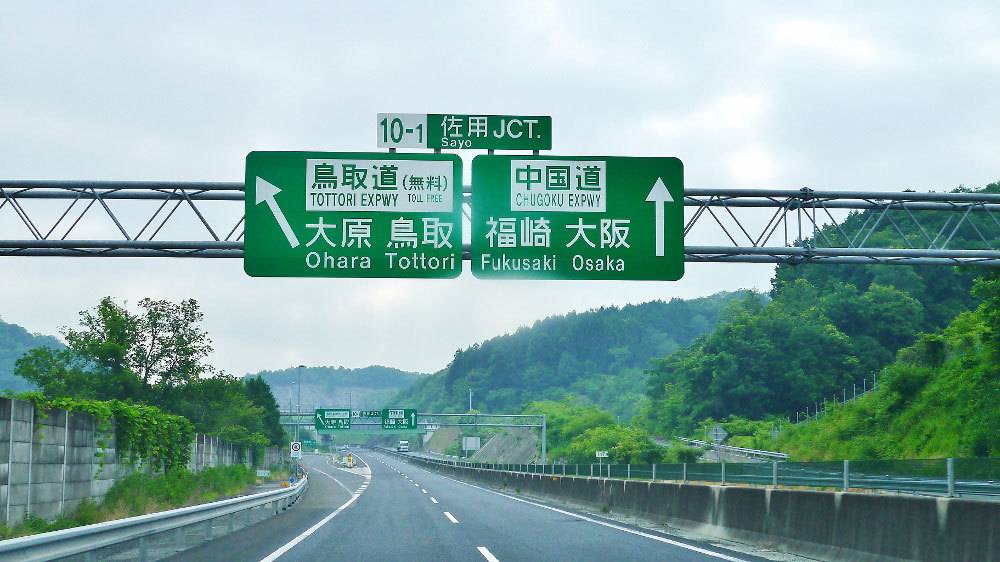 10-1 佐用JCT.
Sayo
鳥取道(無料)
TOTTORI EXPWY TOLL FREE
大原 鳥取
Ohara Tottori
中国道
CHUGOKU EXPWY
福崎 大阪
Fukusaki Osaka